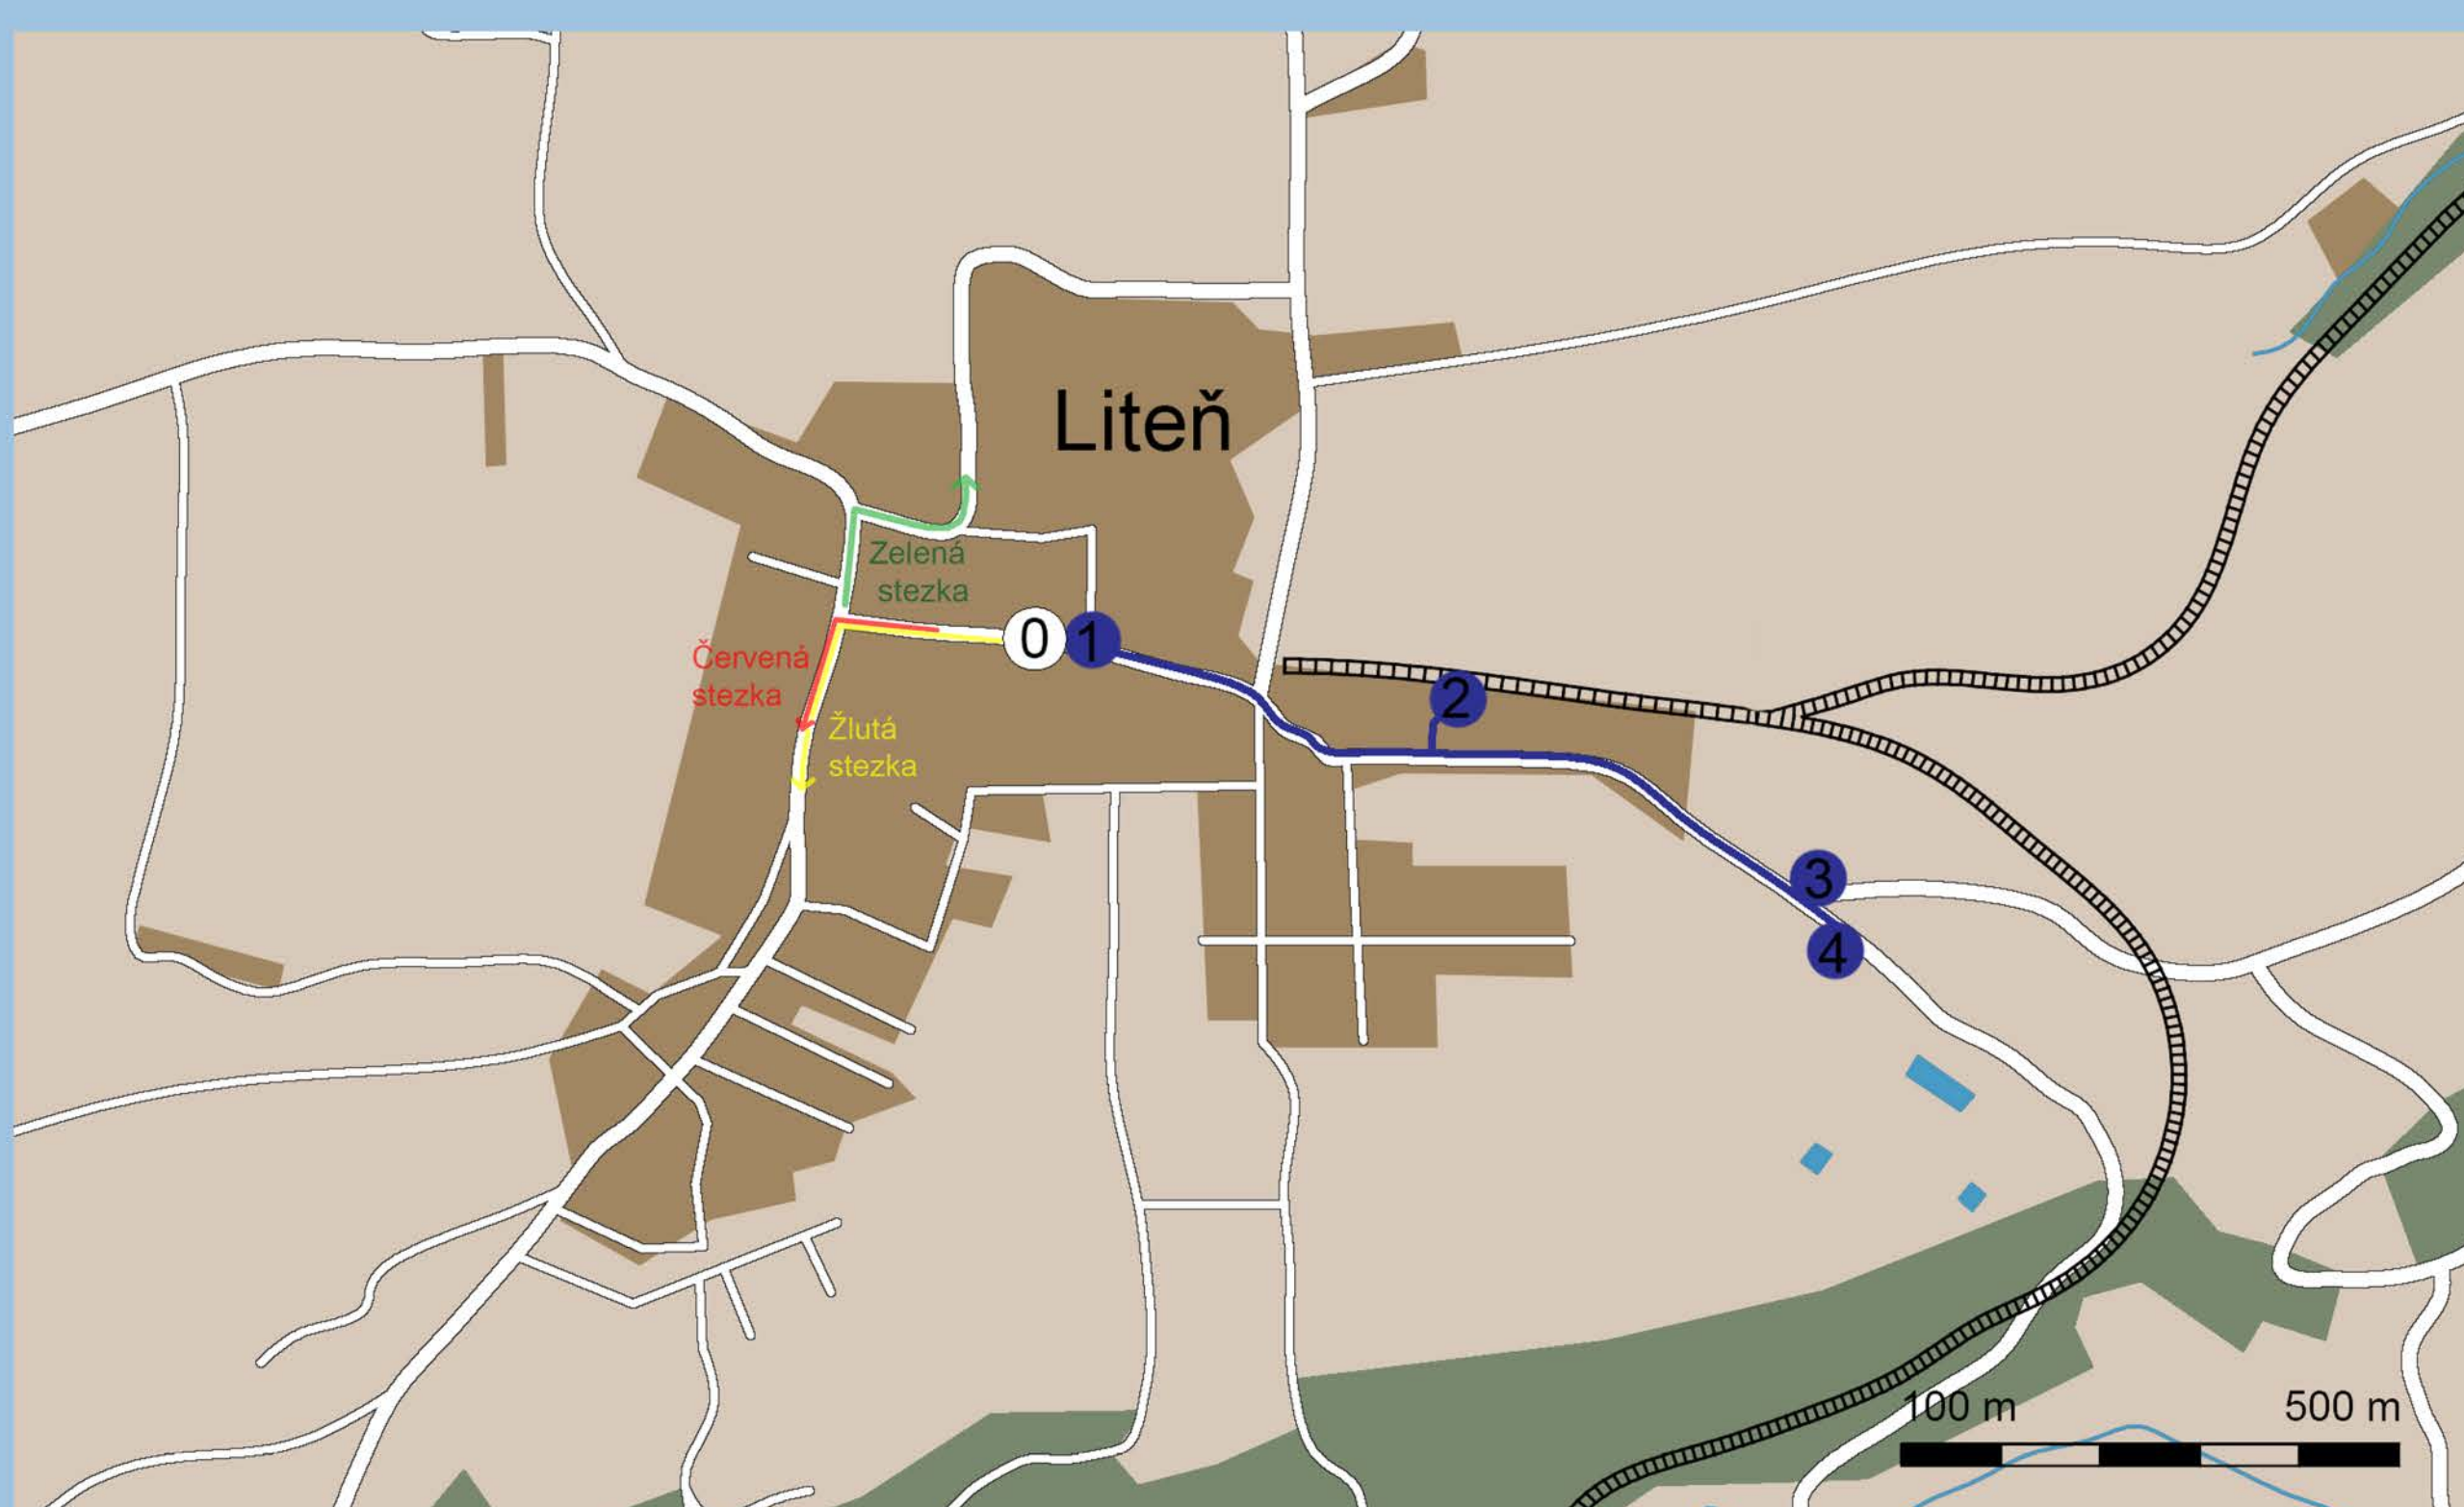 Liteň
Zelená
stezka
0
1
Červená
stezka
2
Žlutá
stezka
3
4
100 m
500 m